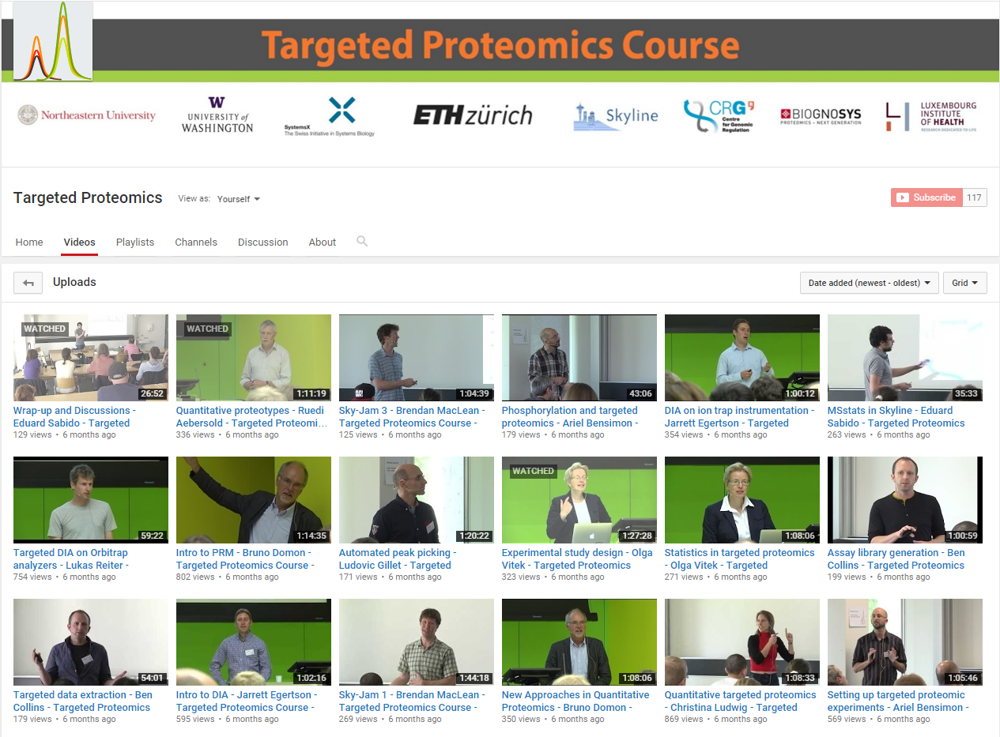 Targeted Proteomics Course
Northeastern University
W
UNIVERSITY of
WASHINGTON
SystemsX
The Swiss Initiative in Systems Biology
ETH zürich
Skyline
CRG
Centre
for Genomic
Regulation
BIOGNOSYS
PROTEOMICS – NEXT GENERATION
LUXEMBOURG
INSTITUTE
OF HEALTH
RESEARCH DEDICATED TO LIFE
Targeted Proteomics View as: Yourself
Subscribe 117
Home Videos Playlists Channels Discussion About
Uploads
Date added (newest - oldest) Grid
WATCHED
26:52
Wrap-up and Discussions -
Eduard Sabido - Targeted
129 views • 6 months ago
WATCHED
1:11:19
Quantitative proteotypes - Ruedi
Aebersold - Targeted Proteomi...
336 views • 6 months ago
1:04:39
Sky-Jam 3 - Brendan MacLean -
Targeted Proteomics Course -
125 views • 6 months ago
43:06
Phosphorylation and targeted
proteomics - Ariel Bensimon -
179 views • 6 months ago
1:00:12
DIA on ion trap instrumentation -
Jarrett Egertson - Targeted
354 views • 6 months ago
35:33
MSstats in Skyline - Eduard
Sabido - Targeted Proteomics
263 views • 6 months ago
59:22
Targeted DIA on Orbitrap
analyzers - Lukas Reiter -
754 views • 6 months ago
1:14:35
Intro to PRM - Bruno Domon -
Targeted Proteomics Course -
802 views • 6 months ago
1:20:22
Automated peak picking -
Ludovic Gillet - Targeted
171 views • 6 months ago
WATCHED
1:27:28
Experimental study design - Olga
Vitek - Targeted Proteomics
323 views • 6 months ago
1:08:06
Statistics in targeted proteomics
- Olga Vitek - Targeted
271 views • 6 months ago
1:00:59
Assay library generation - Ben
Collins - Targeted Proteomics
199 views • 6 months ago
54:01
Targeted data extraction - Ben
Collins - Targeted Proteomics
179 views • 6 months ago
1:02:16
Intro to DIA - Jarrett Egertson -
Targeted Proteomics Course -
595 views • 6 months ago
1:44:18
Sky-Jam 1 - Brendan MacLean -
Targeted Proteomics Course -
269 views • 6 months ago
1:08:06
New Approaches in Quantitative
Proteomics - Bruno Domon -
350 views • 6 months ago
1:08:33
Quantitative targeted proteomics
- Christina Ludwig - Targeted
869 views • 6 months ago
1:05:46
Setting up targeted proteomic
experiments - Ariel Bensimon -
569 views • 6 months ago